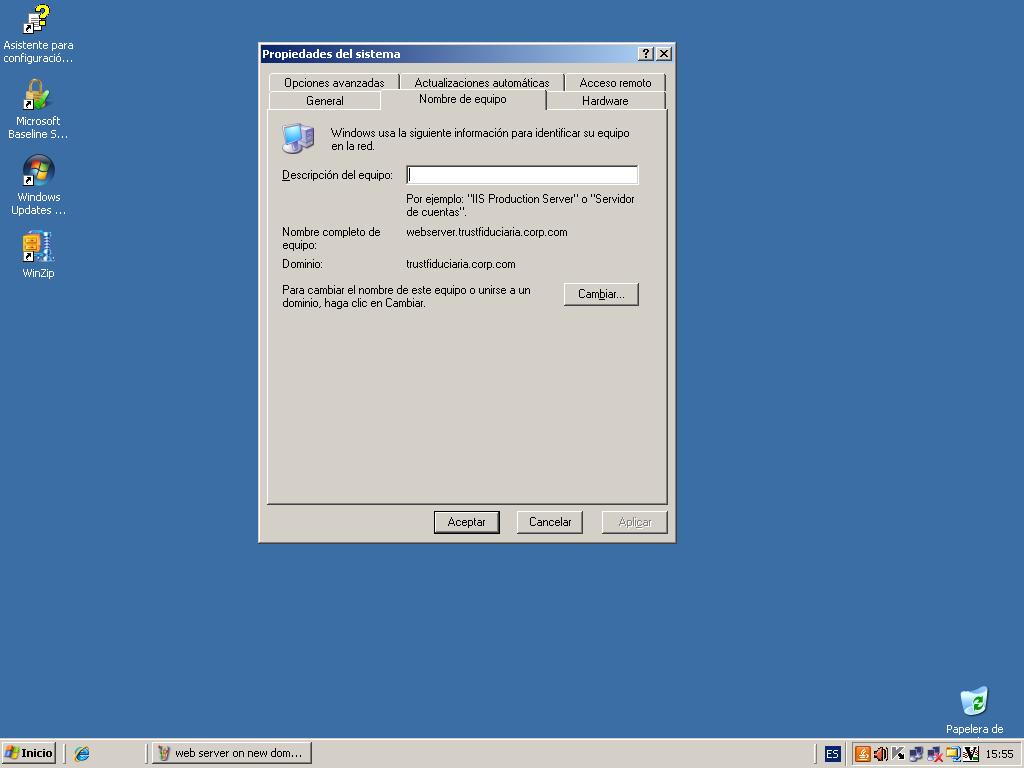 Asistente para
configuració...
Microsoft
Baseline S...
Windows
Updates ...
WinZip
Propiedades del sistema
Opciones avanzadas
Actualizaciones automáticas
Acceso remoto
General
Nombre de equipo
Hardware
Windows usa la siguiente información para identificar su equipo
en la red.
Descripción del equipo:
Por ejemplo: "IIS Production Server" o "Servidor
de cuentas".
Nombre completo de
equipo:
webserver.trustfiduciaria.corp.com
Dominio:
trustfiduciaria.corp.com
Para cambiar el nombre de este equipo o unirse a un
dominio, haga clic en Cambiar.
Cambiar...
Aceptar
Cancelar
Aplicar
Papelera de
Inicio
web server on new dom...
ES
15:55